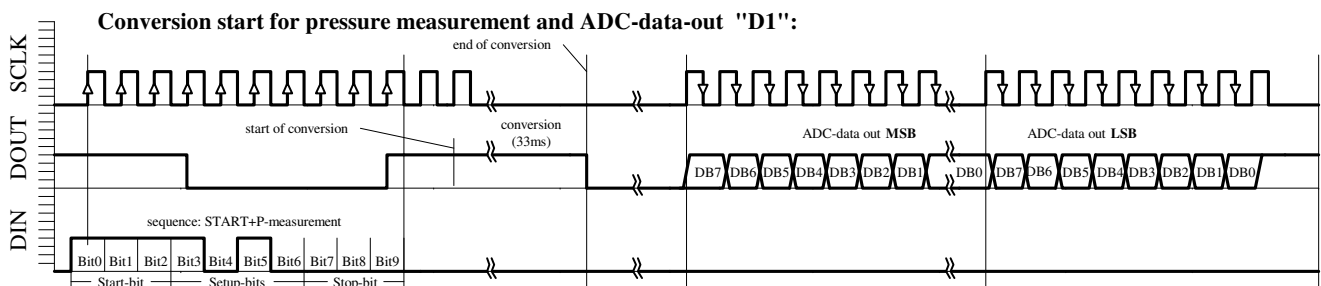 Conversion start for pressure measurement and ADC-data-out "D1":
end of conversion
SCLK
start of conversion
conversion
(33ms)
ADC-data out MSB
ADC-data out LSB
DOUT
DB7 DB6 DB5 DB4 DB3 DB2 DB1 DB0 DB7 DB6 DB5 DB4 DB3 DB2 DB1 DB0
sequence: START+P-measurement
DIN
Bit0 Bit1 Bit2 Bit3 Bit4 Bit5 Bit6 Bit7 Bit8 Bit9
Start-bit Setup-bits Stop-bit